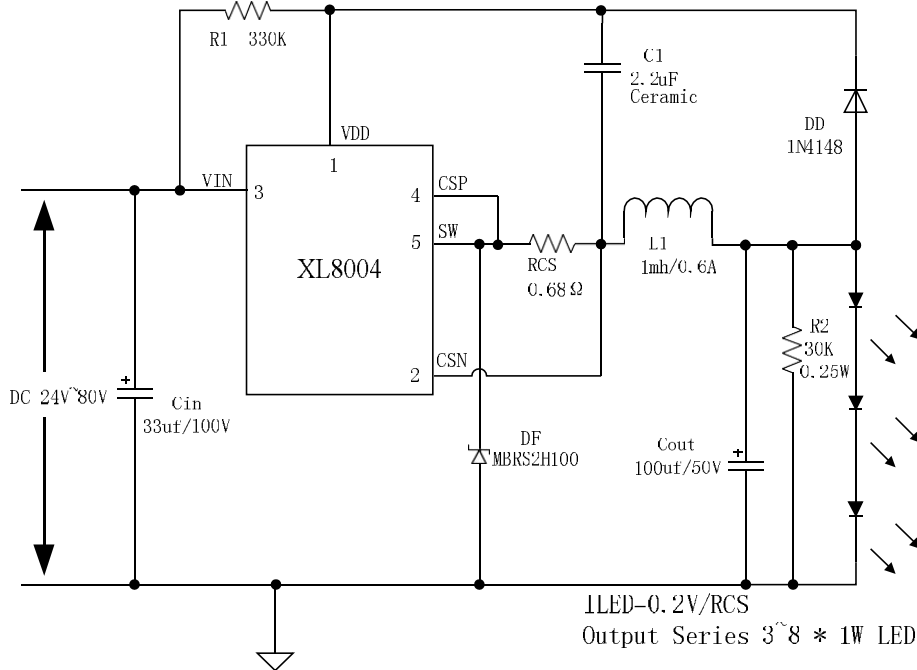 R1 330K
C1
2.2uF
Ceramic
DD
1N4148
VDD
1
VIN
3
4
CSP
5
SW
XL8004
RCS
0.68Ω
L1
1mh/0.6A
2
CSN
R2
30K
0.25W
DC 24V~80V
Cin
33uf/100V
DF
MBRS2H100
Cout
100uf/50V
ILED-0.2V/RCS
Output Series 3~8 * 1W LED